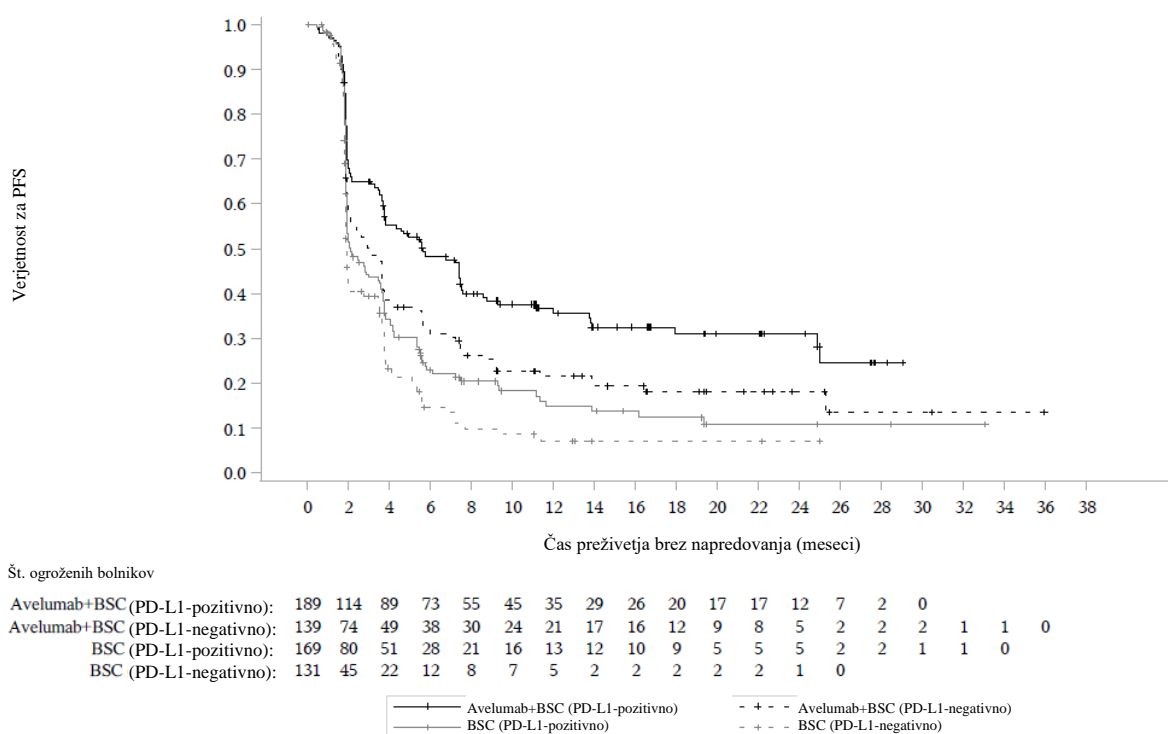 Verjetnost za PFS
1.0
0.9
0.8
0.7
0.6
0.5
0.4
0.3
0.2
0.1
0.0
0 2 4 6 8 10 12 14 16 18 20 22 24 26 28 30 32 34 36 38
Čas preživetja brez napredovanja (meseci)
Št. ogroženih bolnikov
Avelumab+BSC (PD-L1-pozitivno): 189 114 89 73 55 45 35 29 26 20 17 17 12 7 2 0
Avelumab+BSC (PD-L1-negativno): 139 74 49 38 30 24 21 17 16 12 9 8 5 2 2 2 1 1 0
BSC (PD-L1-pozitivno): 169 80 51 28 21 16 13 12 10 9 5 5 5 2 2 1 1 0
BSC (PD-L1-negativno): 131 45 22 12 8 7 5 2 2 2 2 2 1 0
Avelumab+BSC (PD-L1-pozitivno) Avelumab+BSC (PD-L1-negativno)
BSC (PD-L1-pozitivno) BSC (PD-L1-negativno)